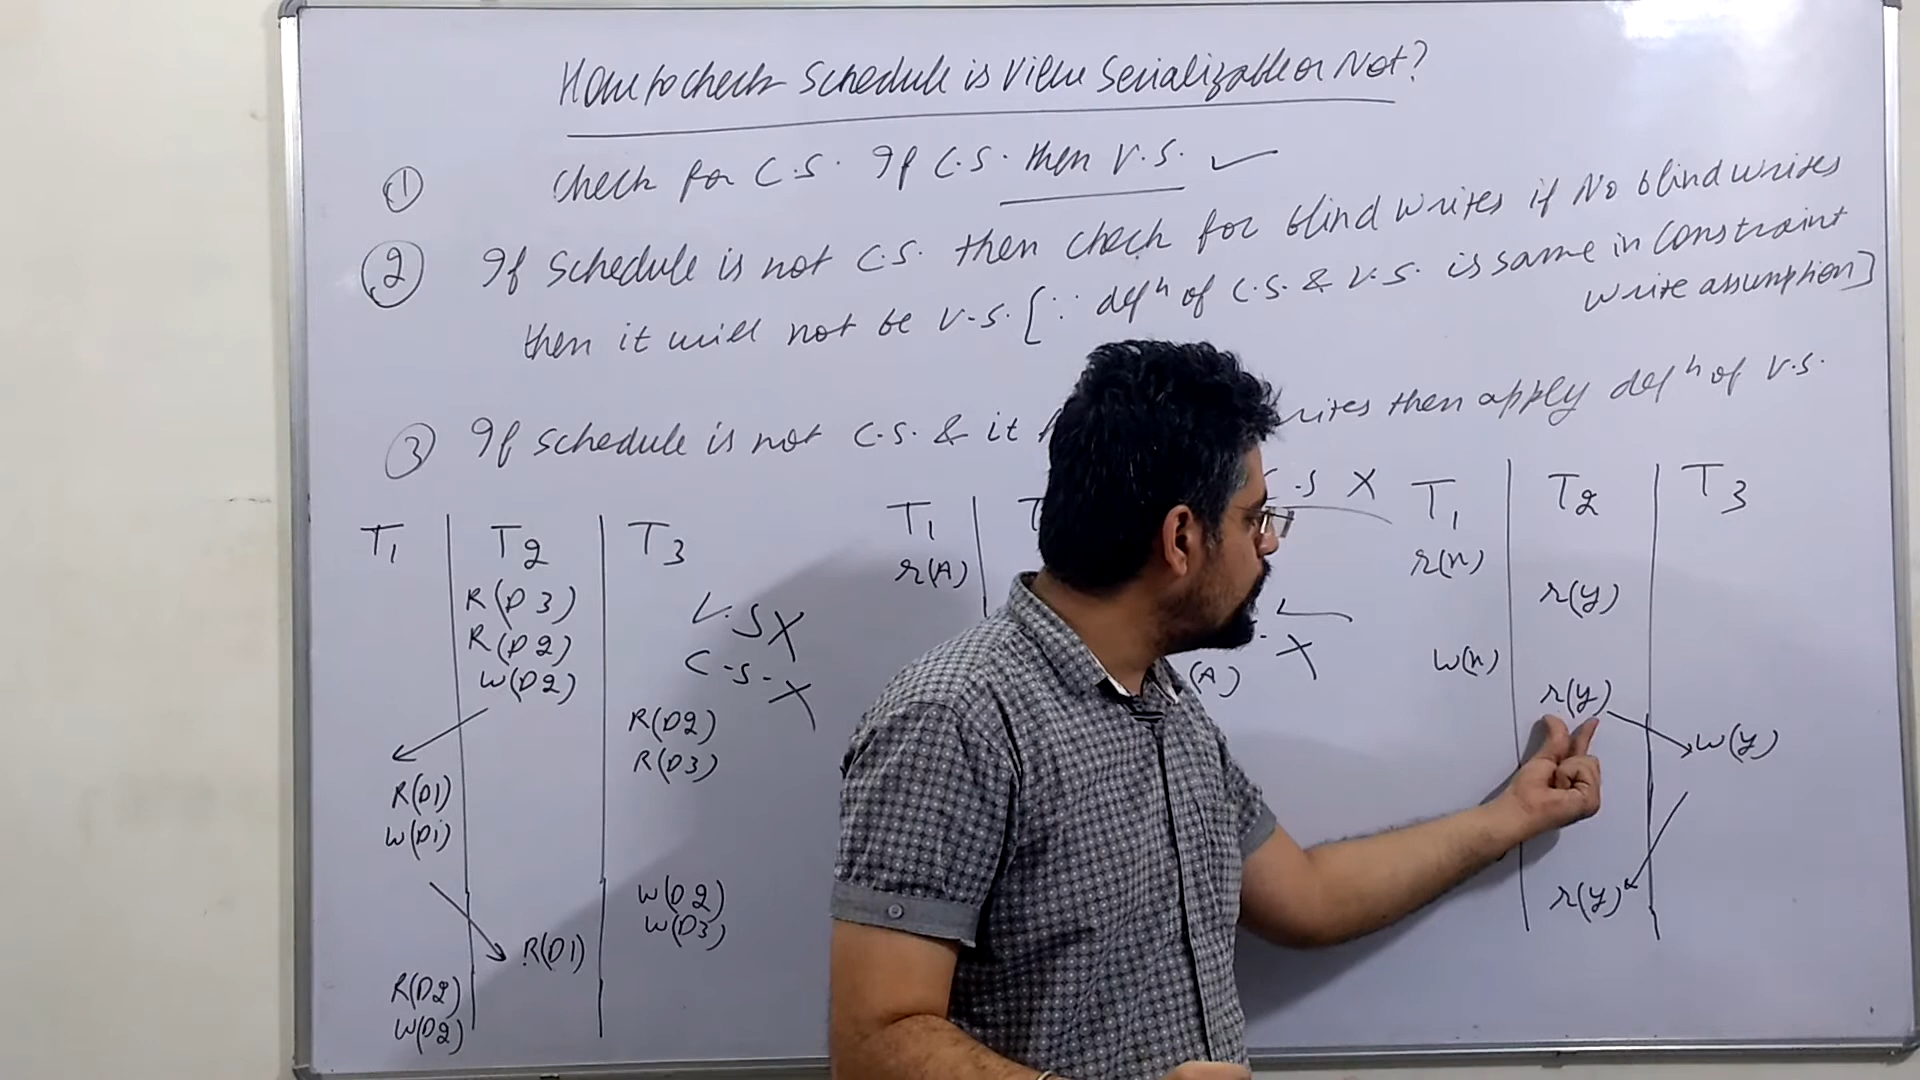 How to check Schedule is View Serializable or Not?
① check for C.S. If C.S. then V.S. ✓
② If Schedule is not C.S. then check for blind writes if No blind writes
then it will not be V.S. [∵ defⁿ of C.S. & V.S. is same in Constraint
write assumption]
③ If Schedule is not C.S. & it then apply defⁿ of V.S.
T1 T2 T3
R(D3)
R(D2)
W(D2)
V.S X
C.S. X
R(D2)
R(D3)
R(D1)
W(D1)
W(D2)
W(D3)
R(D1)
R(D2)
W(D2)
T1
r(A)
.S X
X
(A)
T1 T2 T3
r(x)
r(y)
w(x)
r(y)
w(y)
r(y)